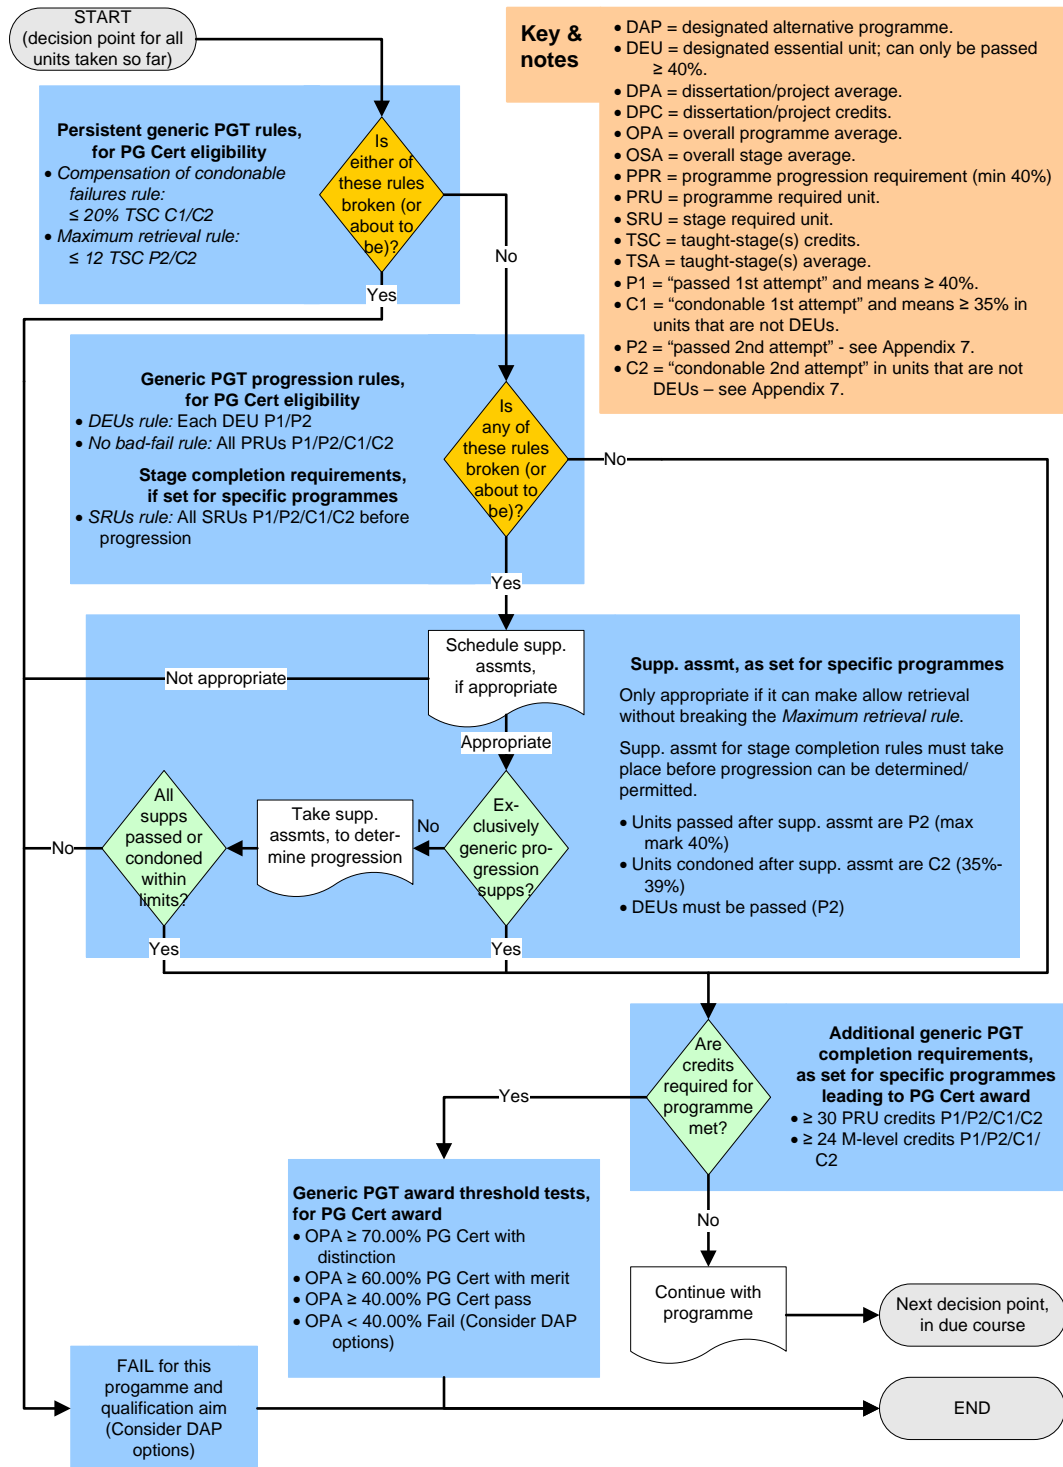 START
(decision point for all
units taken so far)
Key &
notes
• DAP = designated alternative programme.
• DEU = designated essential unit; can only be passed
≥ 40%.
• DPA = dissertation/project average.
• DPC = dissertation/project credits.
• OPA = overall programme average.
• OSA = overall stage average.
• PPR = programme progression requirement (min 40%)
• PRU = programme required unit.
• SRU = stage required unit.
• TSC = taught-stage(s) credits.
• TSA = taught-stage(s) average.
• P1 = “passed 1st attempt” and means ≥ 40%.
• C1 = “condonable 1st attempt” and means ≥ 35% in
units that are not DEUs.
• P2 = “passed 2nd attempt” - see Appendix 7.
• C2 = “condonable 2nd attempt” in units that are not
DEUs – see Appendix 7.
Persistent generic PGT rules,
for PG Cert eligibility
• Compensation of condonable
failures rule:
≤ 20% TSC C1/C2
• Maximum retrieval rule:
≤ 12 TSC P2/C2
Is
either of
these rules
broken (or
about to
be)?
No
Yes
Generic PGT progression rules,
for PG Cert eligibility
• DEUs rule: Each DEU P1/P2
• No bad-fail rule: All PRUs P1/P2/C1/C2
Stage completion requirements,
if set for specific programmes
• SRUs rule: All SRUs P1/P2/C1/C2 before
progression
Is
any of
these rules
broken (or
about to
be)?
No
Yes
Schedule supp.
assmts,
if appropriate
Not appropriate
Appropriate
Supp. assmt, as set for specific programmes
Only appropriate if it can make allow retrieval
without breaking the Maximum retrieval rule.
Supp. assmt for stage completion rules must take
place before progression can be determined/
permitted.
• Units passed after supp. assmt are P2 (max
mark 40%)
• Units condoned after supp. assmt are C2 (35%-
39%)
• DEUs must be passed (P2)
Ex-
clusively
generic pro-
gression
supps?
No
Take supp.
assmts, to deter-
mine progression
All
supps
passed or
condoned
within
limits?
No
Yes
Yes
Are
credits
required for
programme
met?
Additional generic PGT
completion requirements,
as set for specific programmes
leading to PG Cert award
• ≥ 30 PRU credits P1/P2/C1/C2
• ≥ 24 M-level credits P1/P2/C1/
C2
Yes
No
Generic PGT award threshold tests,
for PG Cert award
• OPA ≥ 70.00% PG Cert with
distinction
• OPA ≥ 60.00% PG Cert with merit
• OPA ≥ 40.00% PG Cert pass
• OPA < 40.00% Fail (Consider DAP
options)
Continue with
programme
Next decision point,
in due course
FAIL for this
progamme and
qualification aim
(Consider DAP
options)
END